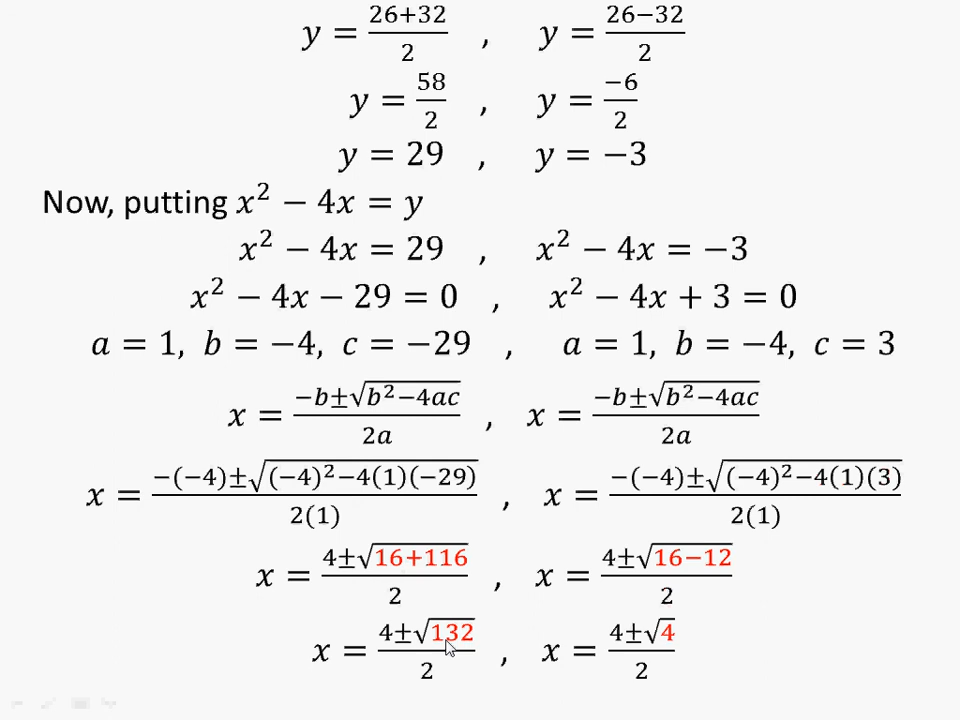 y = (26+32)/2 , y = (26−32)/2
y = 58/2 , y = −6/2
y = 29 , y = −3
Now, putting x² − 4x = y
x² − 4x = 29 , x² − 4x = −3
x² − 4x − 29 = 0 , x² − 4x + 3 = 0
a = 1, b = −4, c = −29 , a = 1, b = −4, c = 3
x = (−b±√(b²−4ac))/2a , x = (−b±√(b²−4ac))/2a
x = (−(−4)±√((−4)²−4(1)(−29)))/2(1) , x = (−(−4)±√((−4)²−4(1)(3)))/2(1)
x = (4±√(16+116))/2 , x = (4±√(16−12))/2
x = (4±√132)/2 , x = (4±√4)/2